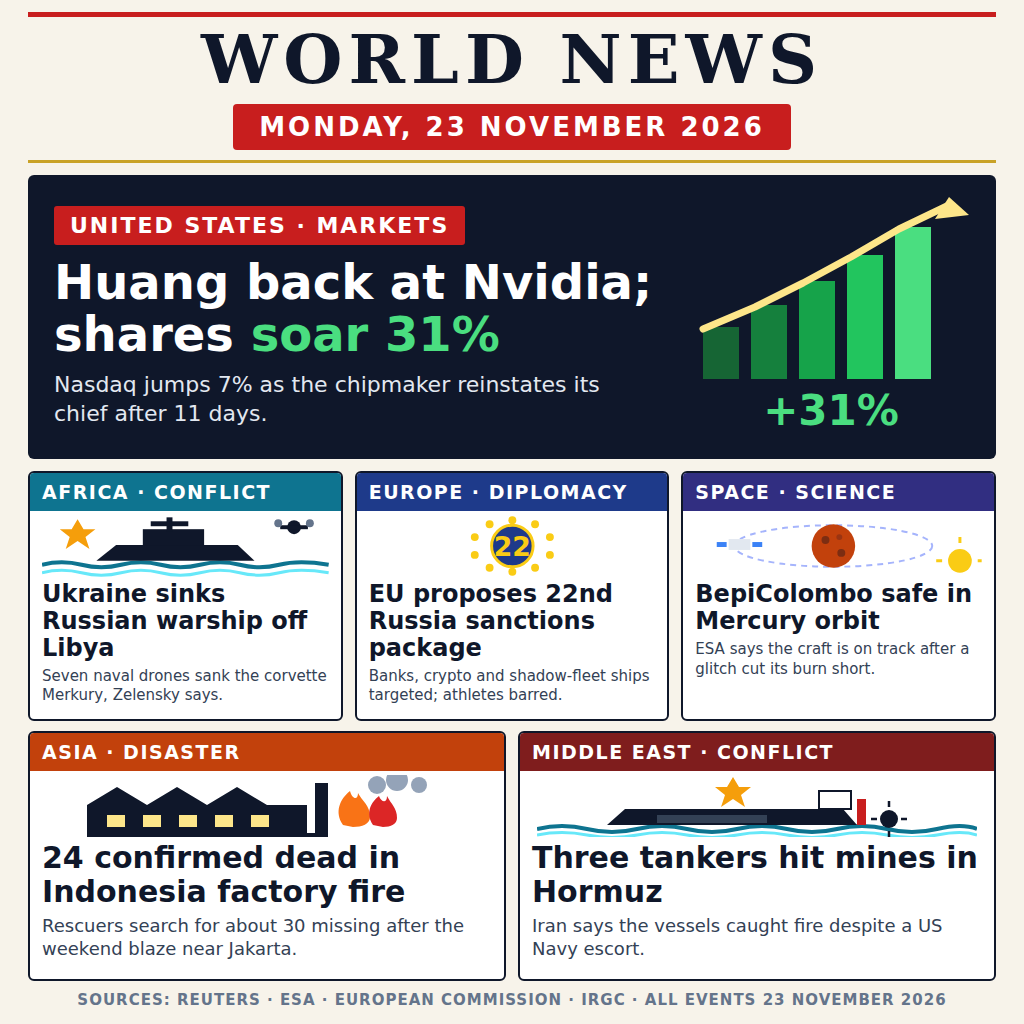 WORLD NEWS
MONDAY, 23 NOVEMBER 2026
UNITED STATES · MARKETS
Huang back at Nvidia;
shares soar 31%
Nasdaq jumps 7% as the chipmaker reinstates its
chief after 11 days.
+31%
AFRICA · CONFLICT
Ukraine sinks
Russian warship off
Libya
Seven naval drones sank the corvette
Merkury, Zelensky says.
EUROPE · DIPLOMACY
22
EU proposes 22nd
Russia sanctions
package
Banks, crypto and shadow-fleet ships
targeted; athletes barred.
SPACE · SCIENCE
BepiColombo safe in
Mercury orbit
ESA says the craft is on track after a
glitch cut its burn short.
ASIA · DISASTER
24 confirmed dead in
Indonesia factory fire
Rescuers search for about 30 missing after the
weekend blaze near Jakarta.
MIDDLE EAST · CONFLICT
Three tankers hit mines in
Hormuz
Iran says the vessels caught fire despite a US
Navy escort.
SOURCES: REUTERS · ESA · EUROPEAN COMMISSION · IRGC · ALL EVENTS 23 NOVEMBER 2026